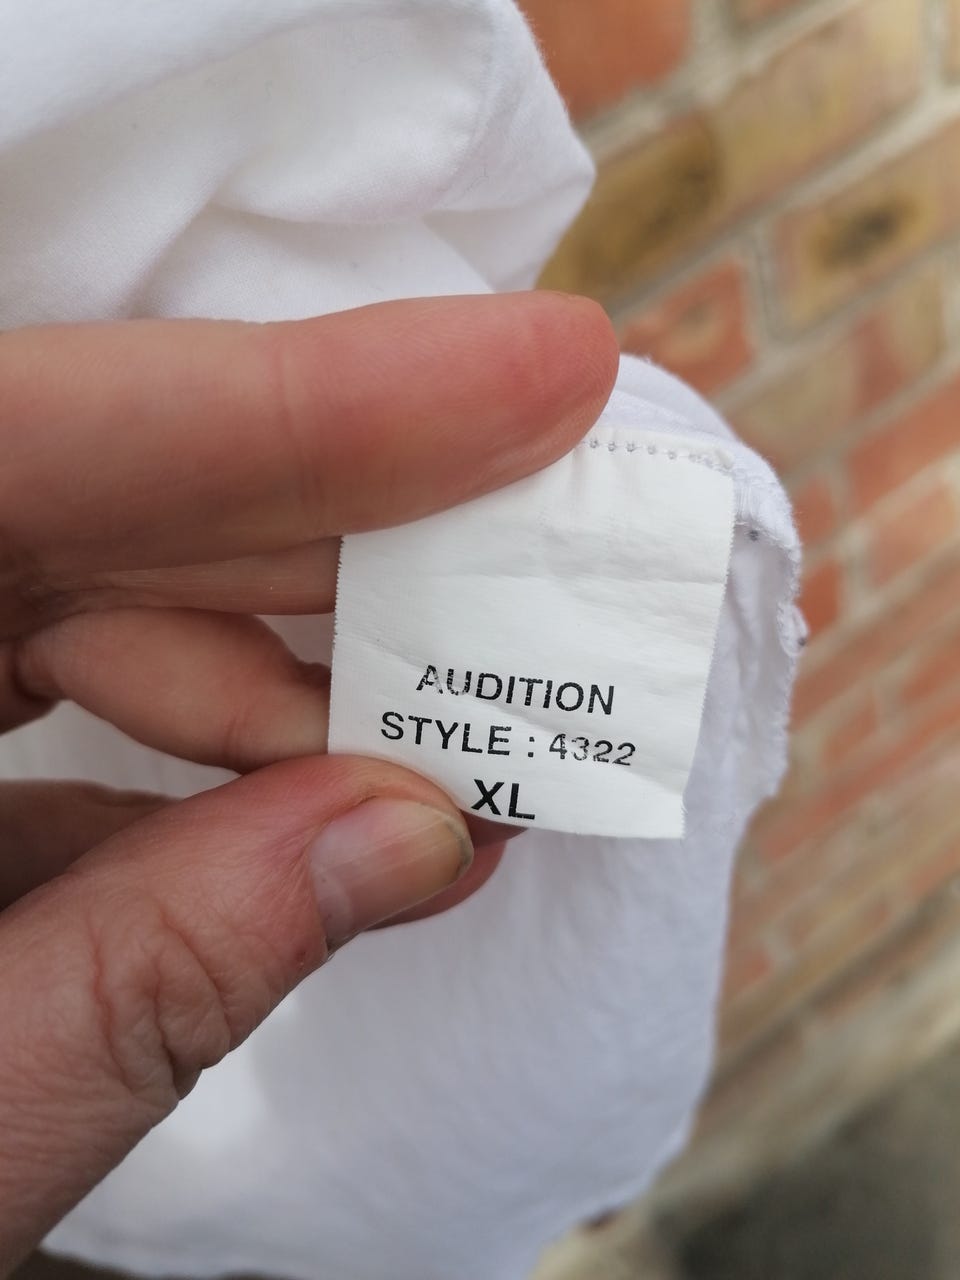 AUDITION
STYLE : 4322
XL